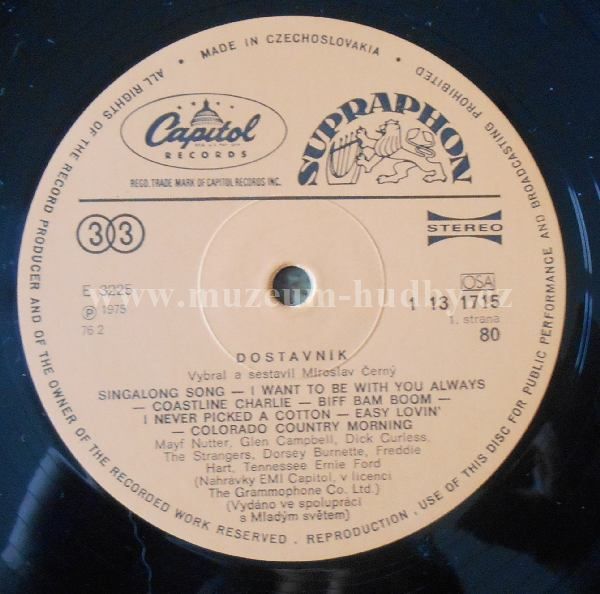 ALL RIGHTS OF THE RECORD PRODUCER AND OF THE OWNER OF THE RECORDED WORK RESERVED . REPRODUCTION , USE OF THIS DISC FOR PUBLIC PERFORMANCE AND BROADCASTING PROHIBITED
• MADE IN CZECHOSLOVAKIA •
Capitol
RECORDS
REGD. TRADE MARK OF CAPITOL RECORDS INC.
SUPRAPHON
33
STEREO
E 3225
℗ 1975
76 2
OSA
1 13 1715
1. strana
80
www.muzeum-hudby.cz
DOSTAVNÍK
Vybral a sestavil Miroslav Černý
SINGALONG SONG — I WANT TO BE WITH YOU ALWAYS
— COASTLINE CHARLIE — BIFF BAM BOOM —
I NEVER PICKED A COTTON — EASY LOVIN'
— COLORADO COUNTRY MORNING
Mayf Nutter, Glen Campbell, Dick Curless,
The Strangers, Dorsey Burnette, Freddie
Hart, Tennessee Ernie Ford
(Nahrávky EMI Capitol, v licenci
The Grammophone Co. Ltd.)
(Vydáno ve spolupráci
s Mladým světem)